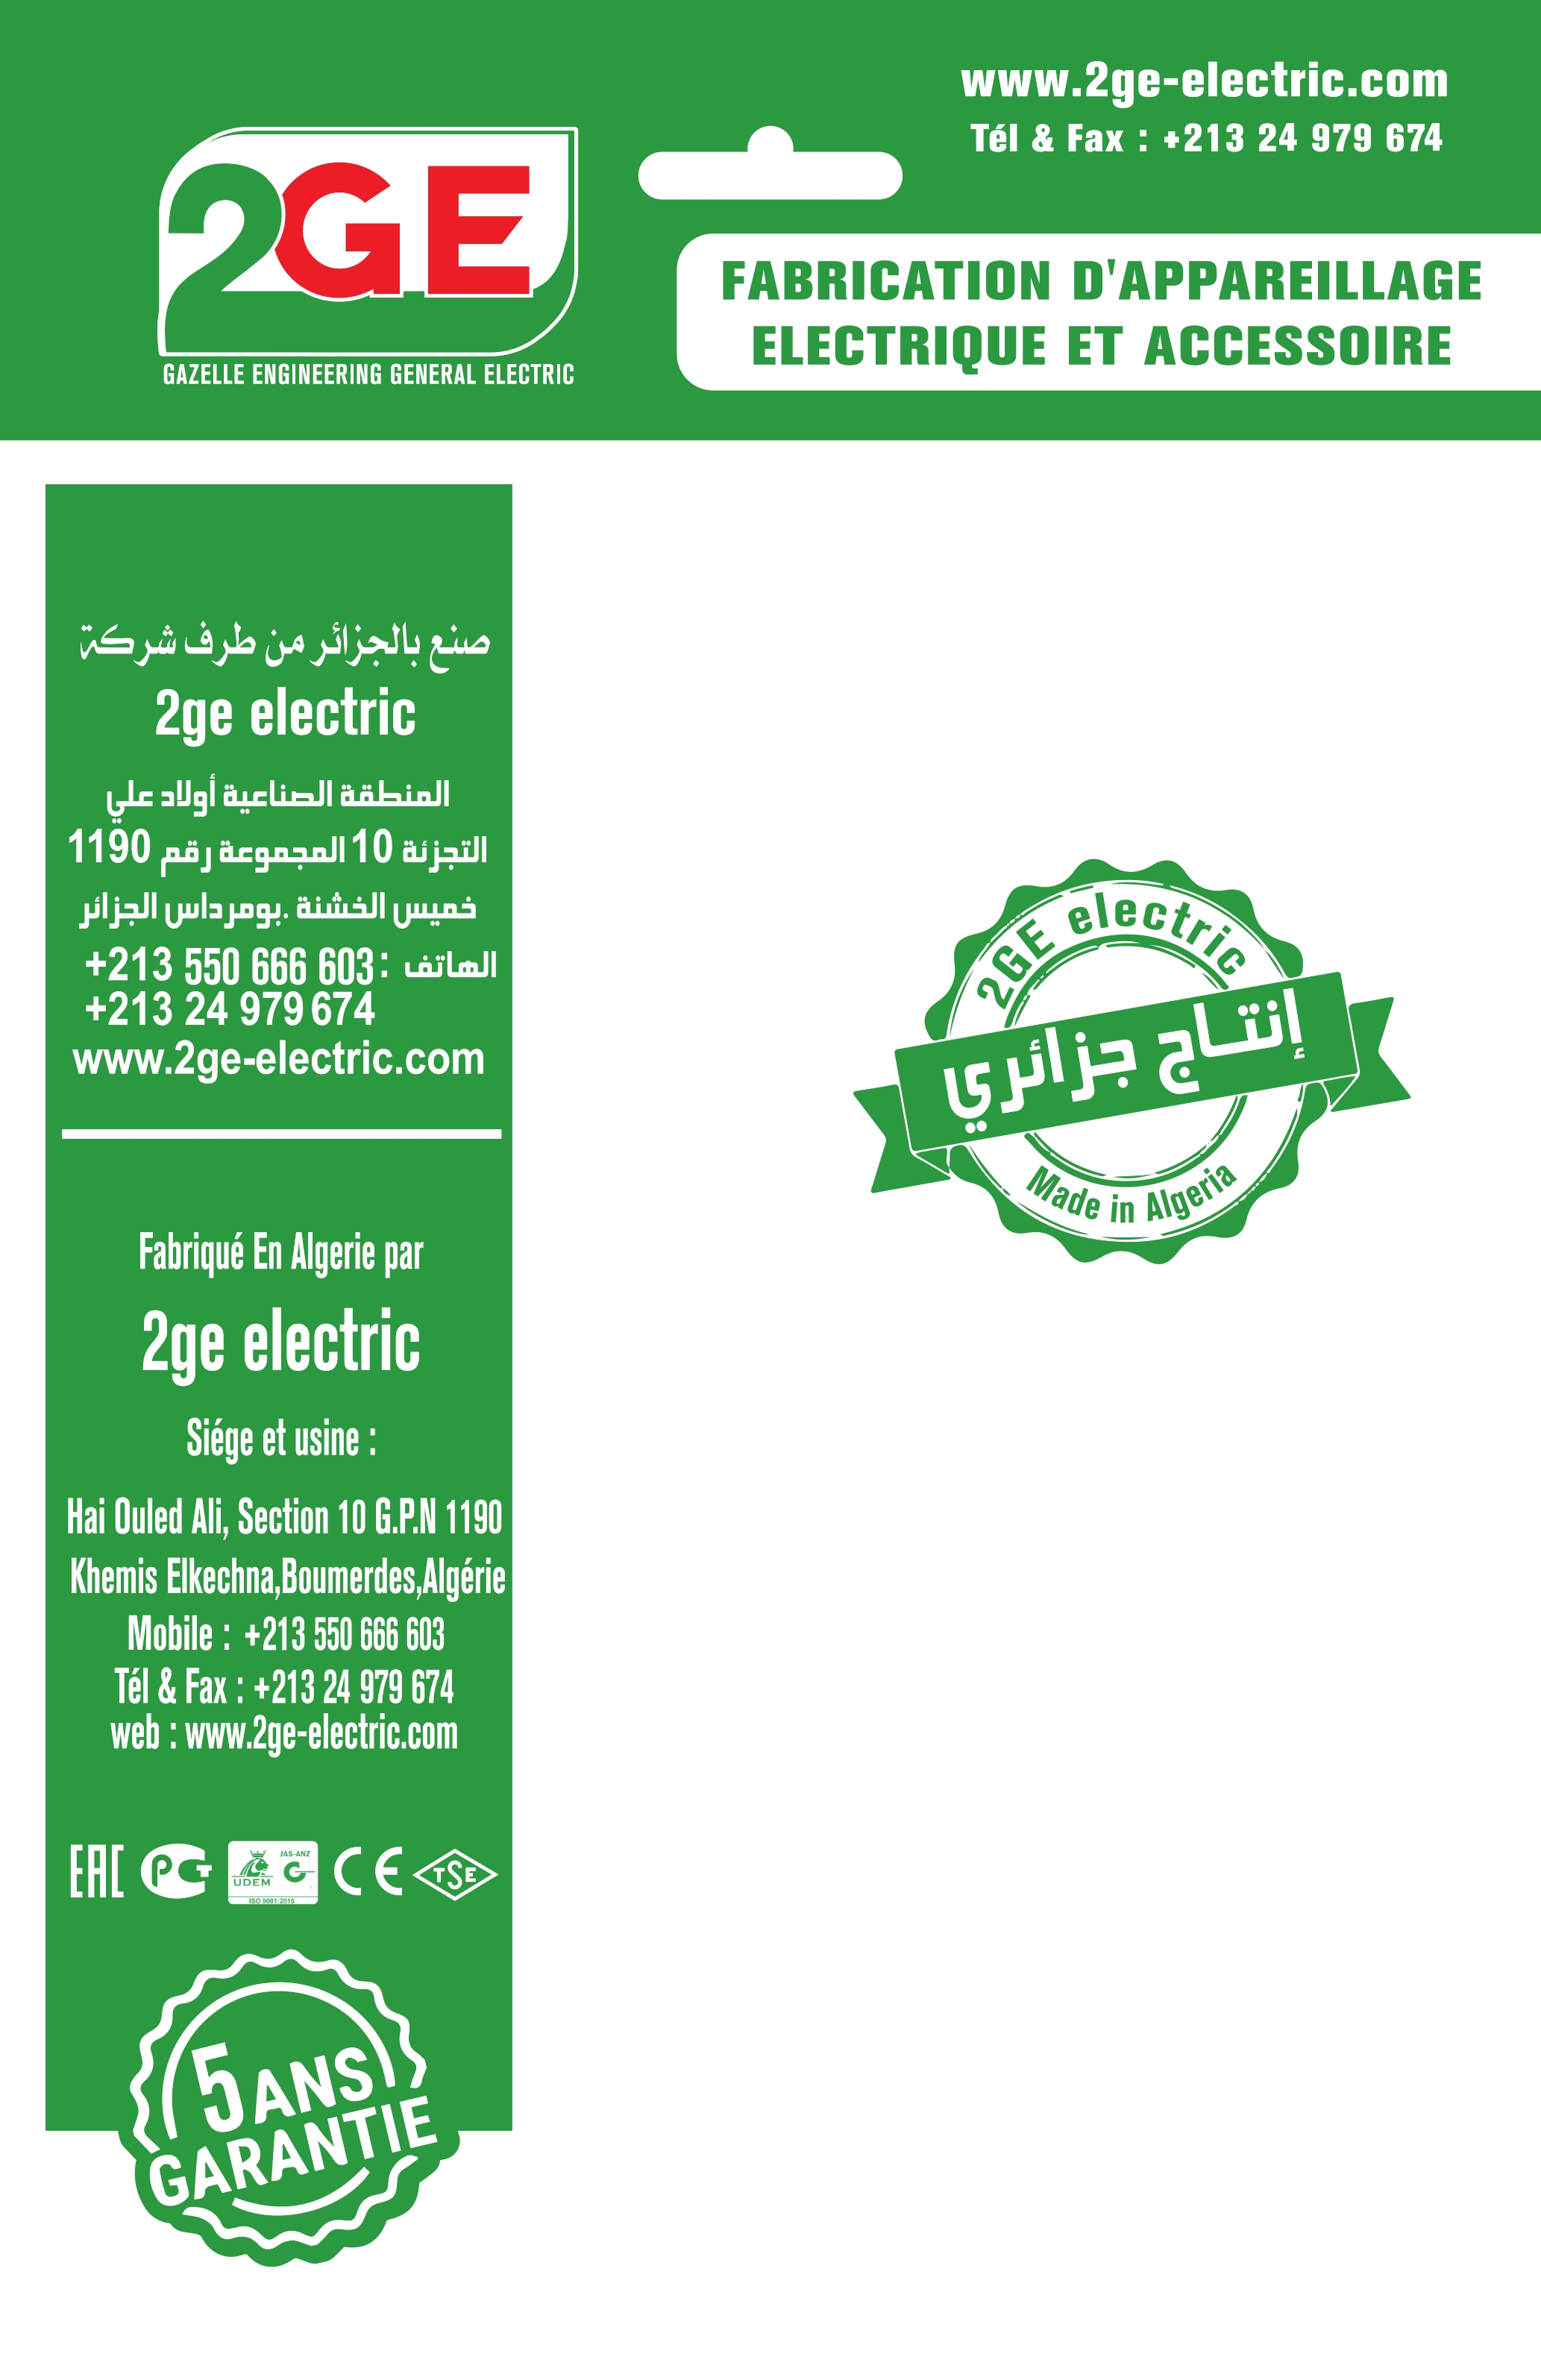 www.2ge-electric.com
Tél & Fax : +213 24 979 674
2GE
GAZELLE ENGINEERING GENERAL ELECTRIC
FABRICATION D'APPAREILLAGE
ELECTRIQUE ET ACCESSOIRE
صنع بالجزائر من طرف شركة
2ge electric
المنطقة الصناعية أولاد علي
التجزئة 10 المجموعة رقم 1190
خميس الخشنة .بومرداس الجزائر
الهاتف : +213 550 666 603
+213 24 979 674
www.2ge-electric.com
Fabriqué En Algerie par
2ge electric
Siége et usine :
Hai Ouled Ali, Section 10 G.P.N 1190
Khemis Elkechna,Boumerdes,Algérie
Mobile : +213 550 666 603
Tél & Fax : +213 24 979 674
web : www.2ge-electric.com
EAC
PCT
JAS-ANZ
UDEM
ISO 9001:2015
CE
TSE
5 ANS
GARANTIE
2GE electric
إنتاج جزائري
Made in Algeria